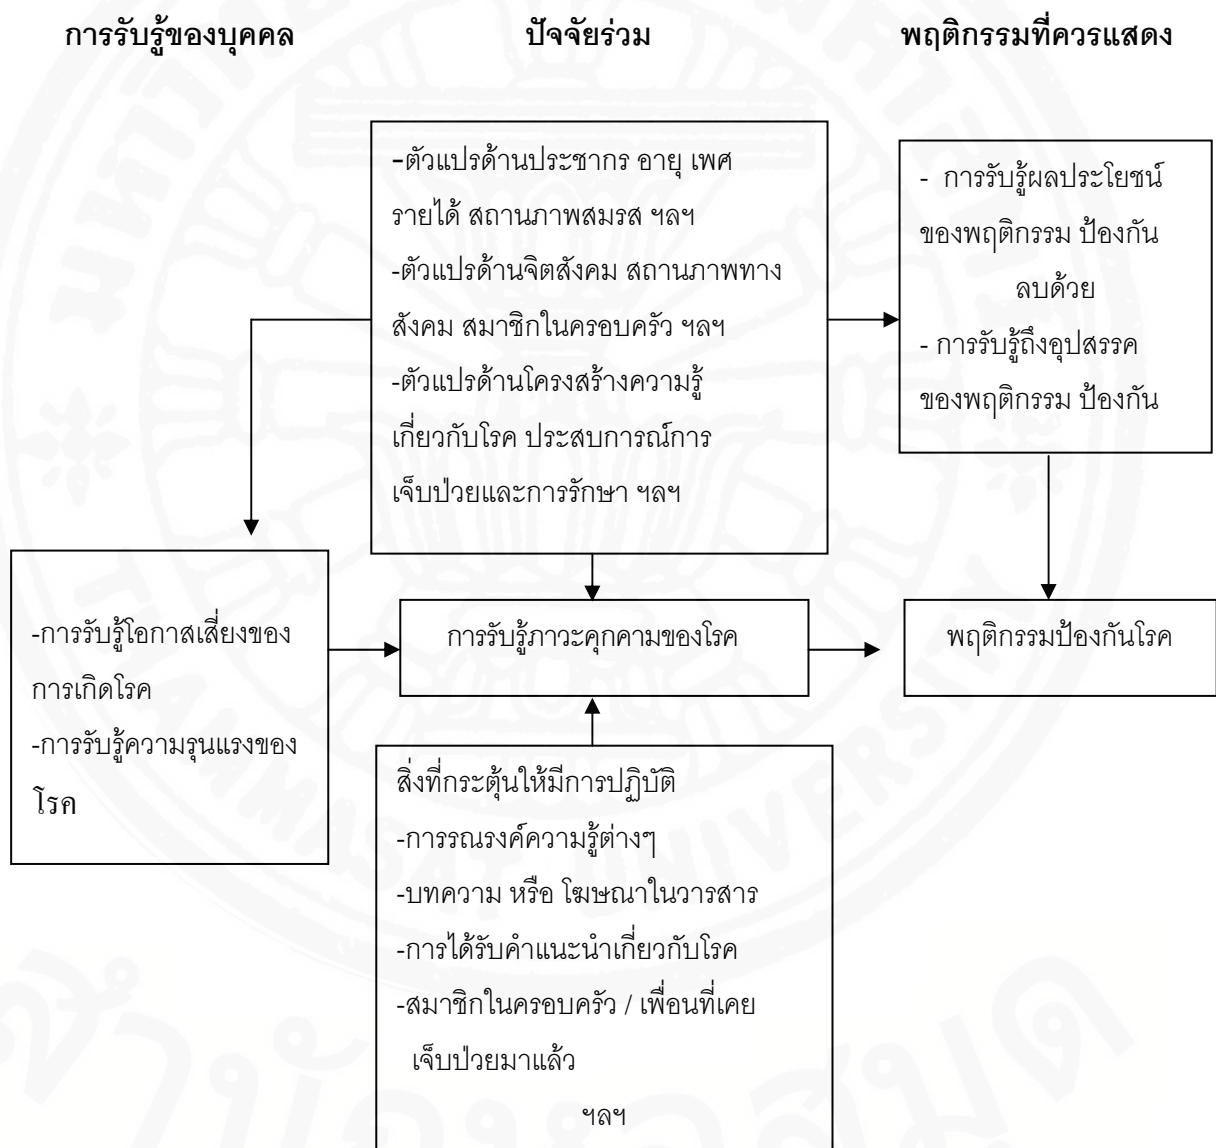 การรับรู้ของบุคคล
ปัจจัยร่วม
พฤติกรรมที่ควรแสดง
-ตัวแปรด้านประชากร อายุ เพศ
รายได้ สถานภาพสมรส ฯลฯ
-ตัวแปรด้านจิตสังคม สถานภาพทาง
สังคม สมาชิกในครอบครัว ฯลฯ
-ตัวแปรด้านโครงสร้างความรู้
เกี่ยวกับโรค ประสบการณ์การ
เจ็บป่วยและการรักษา ฯลฯ
- การรับรู้ผลประโยชน์
ของพฤติกรรม ป้องกัน
ลบด้วย
- การรับรู้ถึงอุปสรรค
ของพฤติกรรม ป้องกัน
-การรับรู้โอกาสเสี่ยงของ
การเกิดโรค
-การรับรู้ความรุนแรงของ
โรค
การรับรู้ภาวะคุกคามของโรค
พฤติกรรมป้องกันโรค
สิ่งที่กระตุ้นให้มีการปฏิบัติ
-การรณรงค์ความรู้ต่างๆ
-บทความ หรือ โฆษณาในวารสาร
-การได้รับคำแนะนำเกี่ยวกับโรค
-สมาชิกในครอบครัว / เพื่อนที่เคย
เจ็บป่วยมาแล้ว
ฯลฯ
THAMMASAT UNIVERSITY
สำนักหอสมุด